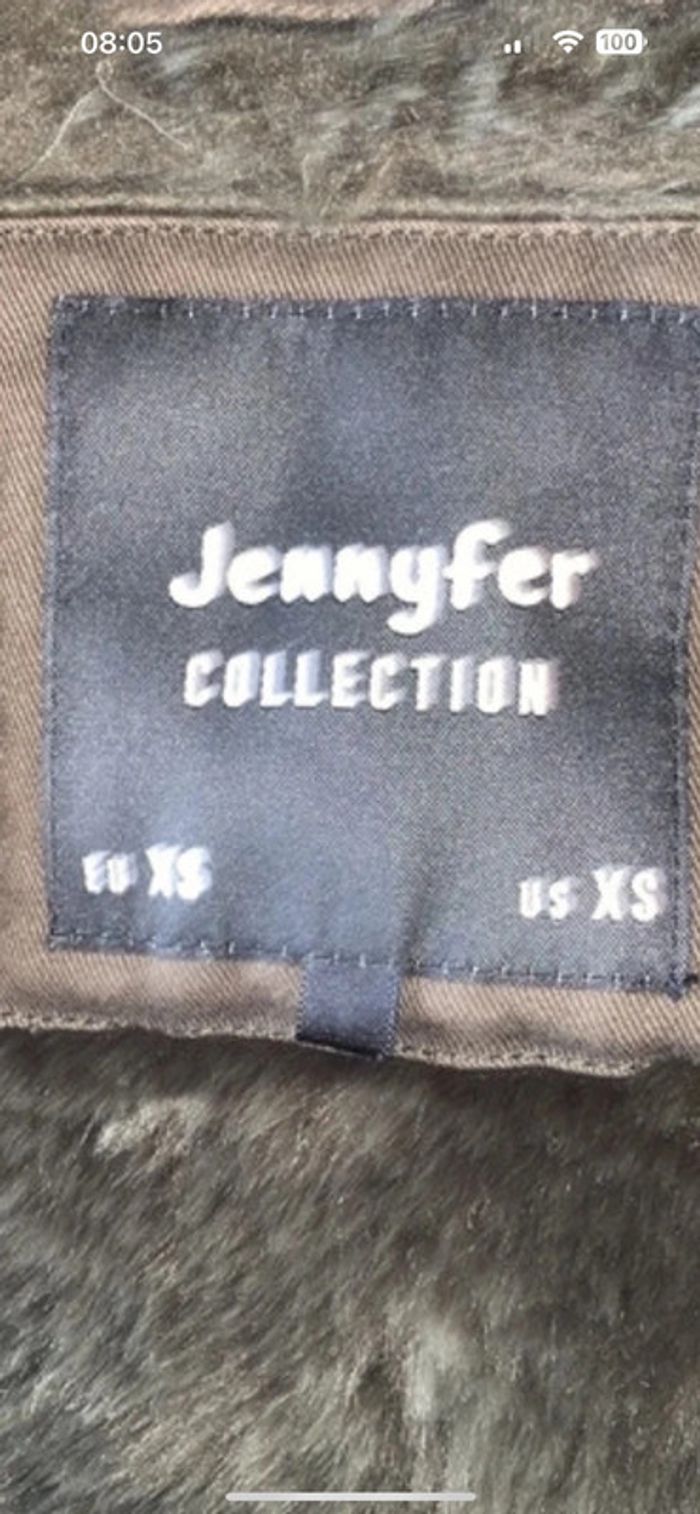 08:05
100
Jennyfer
COLLECTION
EU XS
US XS